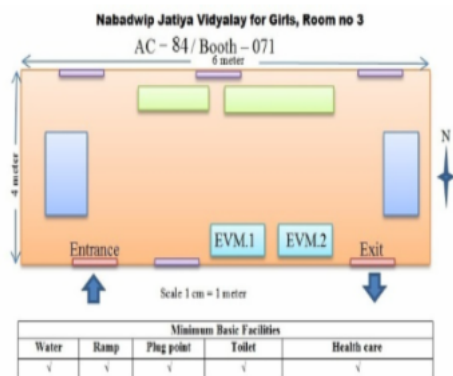 Nabadwip Jatiya Vidyalay for Girls, Room no 3
AC - 84/ Booth - 071
6 meter
4 meter
N
EVM.1 EVM.2
Entrance Exit
Scale 1 cm = 1 meter
Minimum Basic Facilities
Water Ramp Plug point Toilet Health care
√ √ √ √ √